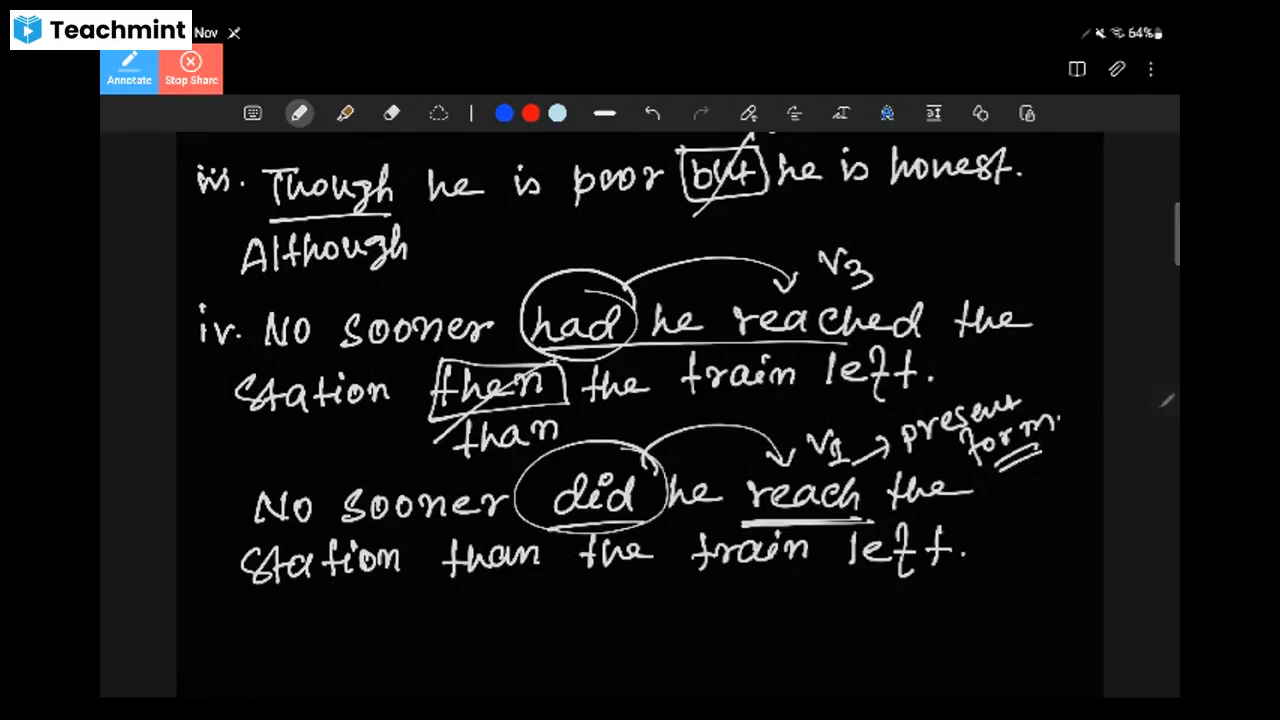 Teachmint
Nov
64%
Annotate
Stop Share
iii. Though he is poor but he is honest.
Although
iv. No sooner had he reached the
V3
station then the train left.
than
V1 → present
form.
No sooner did he reach the
station than the train left.